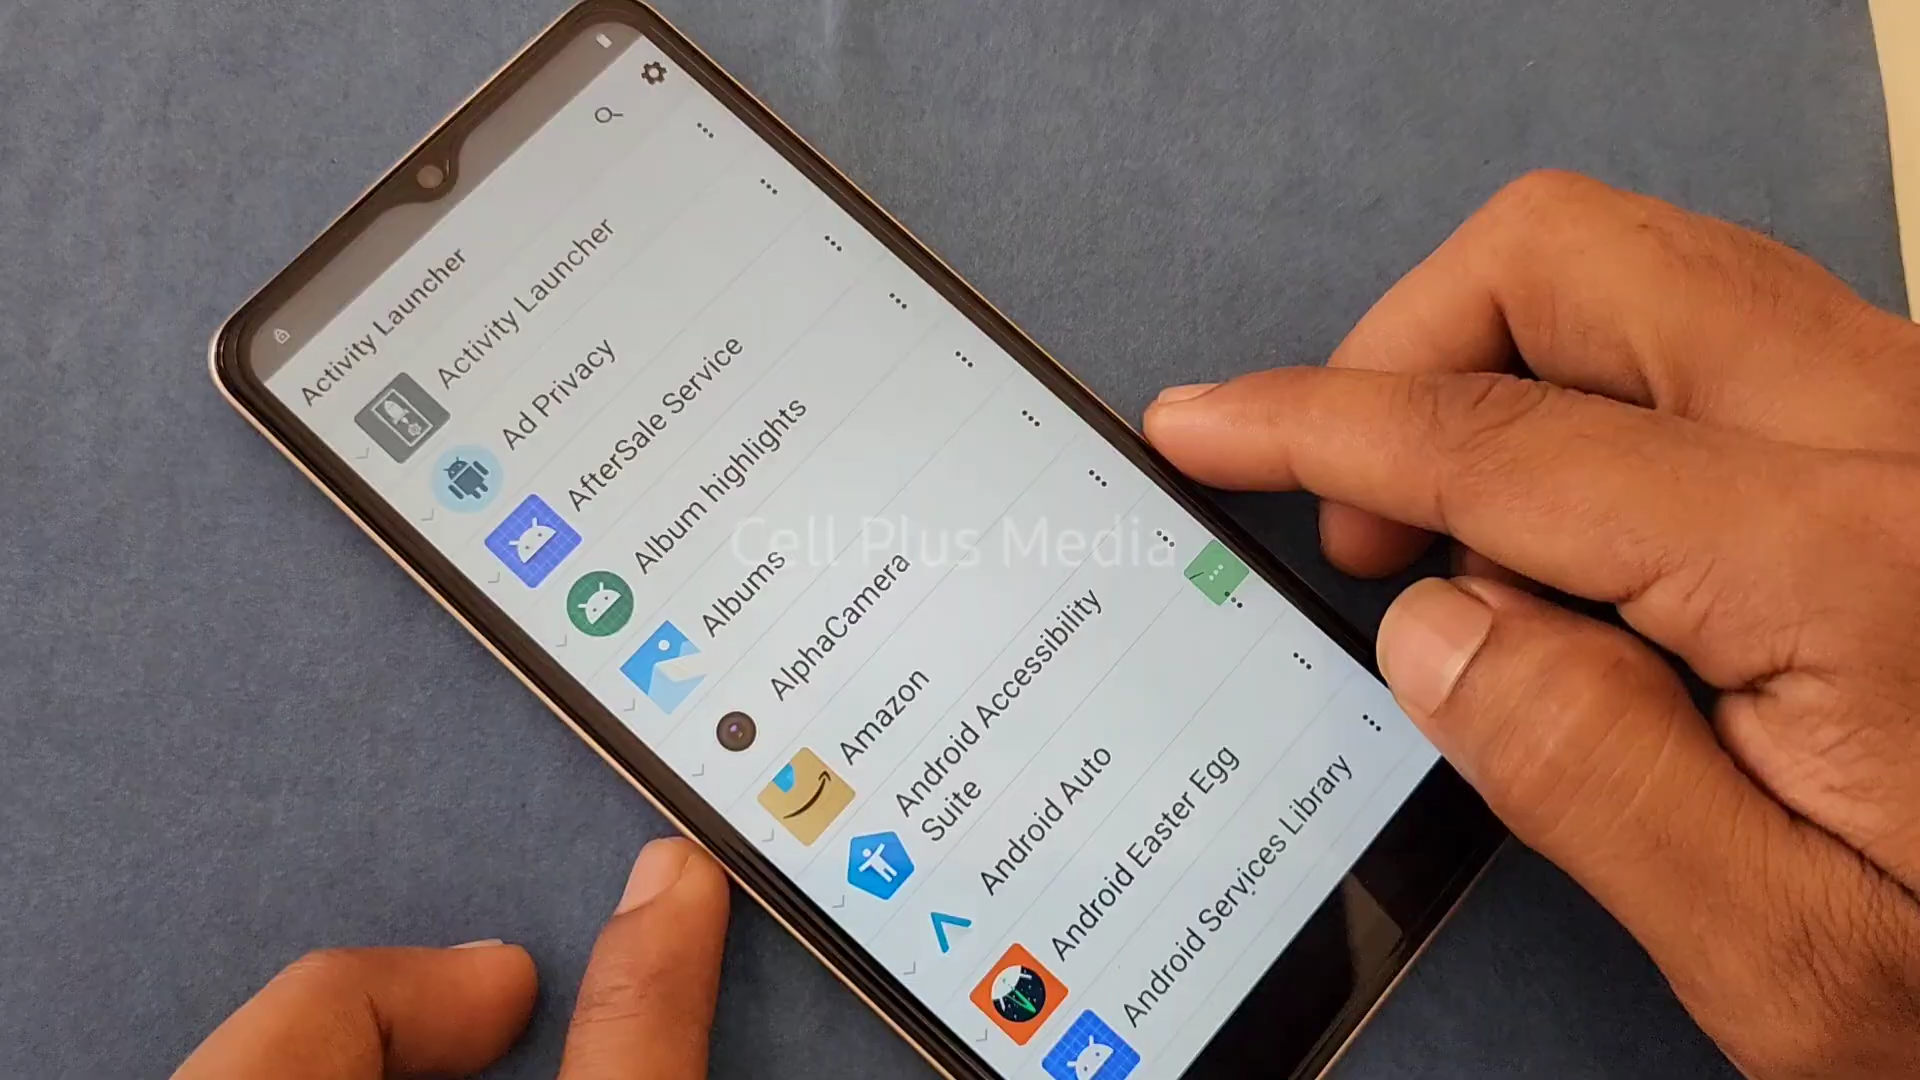 Activity Launcher
Activity Launcher
Ad Privacy
AfterSale Service
Album highlights
Albums
AlphaCamera
Amazon
Android Accessibility
Suite
Android Auto
Android Easter Egg
Android Services Library
Cell Plus Media